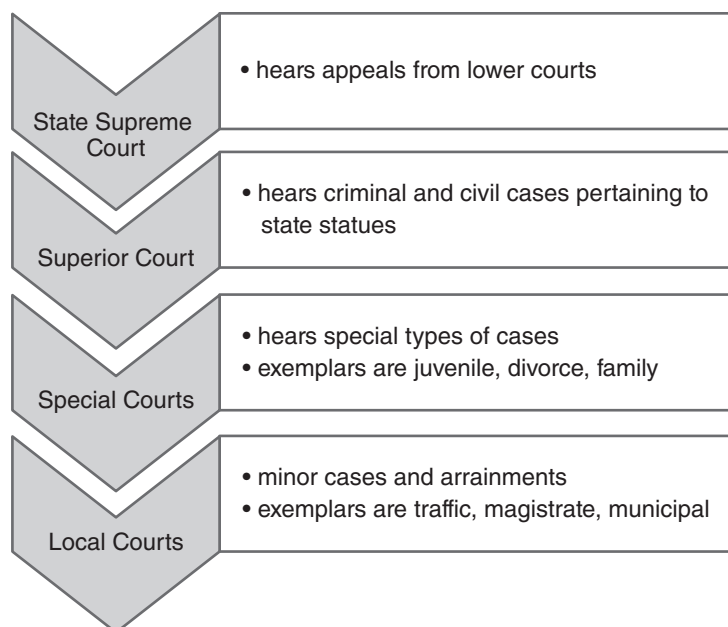 State Supreme
Court
• hears appeals from lower courts
Superior Court
• hears criminal and civil cases pertaining to
state statues
Special Courts
• hears special types of cases
• exemplars are juvenile, divorce, family
Local Courts
• minor cases and arrainments
• exemplars are traffic, magistrate, municipal